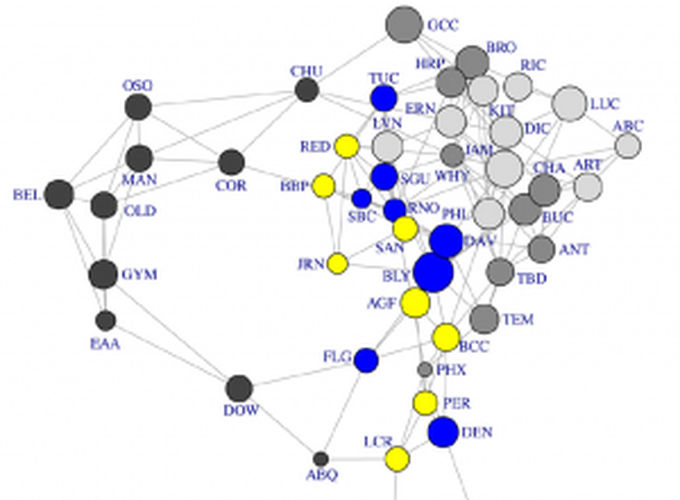 GCC
BRO
HRP
RIC
CHU
TUC
OSO
ERN
KIT
LUC
LVN
DIC
ABC
RED
JAM
MAN
COR
WHY
CHA
ART
BEL
BBP
SGU
OLD
SBC
RNO
PHL
BUC
SAN
DAV
ANT
JRN
GYM
BLY
TBD
AGF
TEM
EAA
FLG
BCC
PHX
DOW
PER
LCR
DEN
ABQ